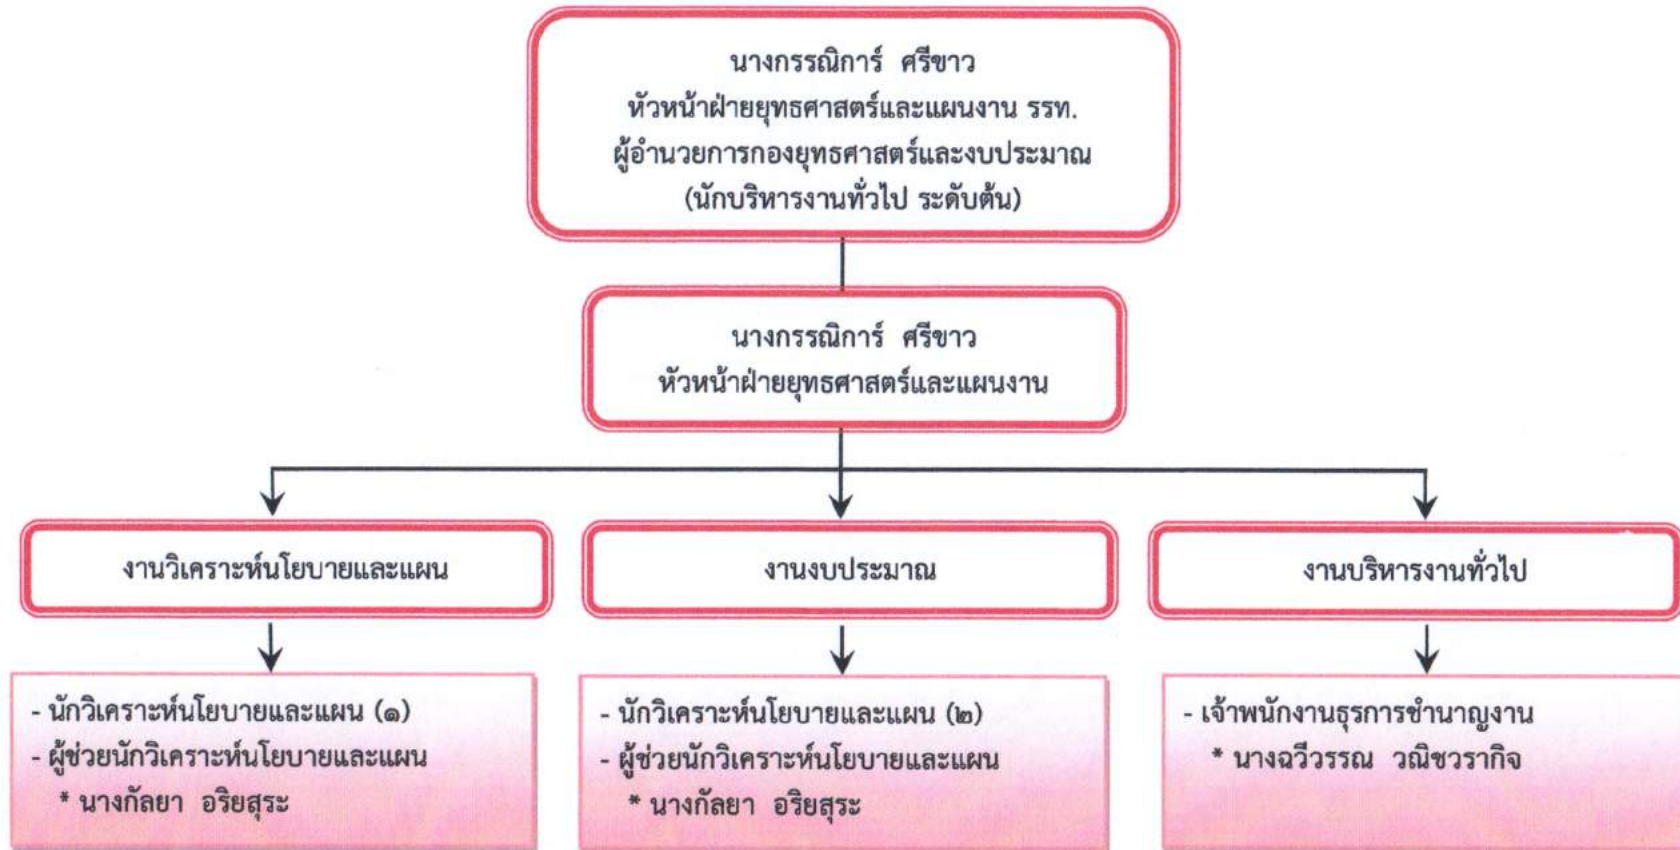 นางกรรณิการ์ ศรีขาว
หัวหน้าฝ่ายยุทธศาสตร์และแผนงาน รรท.
ผู้อำนวยการกองยุทธศาสตร์และงบประมาณ
(นักบริหารงานทั่วไป ระดับต้น)
นางกรรณิการ์ ศรีขาว
หัวหน้าฝ่ายยุทธศาสตร์และแผนงาน
งานวิเคราะห์นโยบายและแผน
- นักวิเคราะห์นโยบายและแผน (๑)
- ผู้ช่วยนักวิเคราะห์นโยบายและแผน
* นางกัลยา อริยสุระ
งานงบประมาณ
- นักวิเคราะห์นโยบายและแผน (๒)
- ผู้ช่วยนักวิเคราะห์นโยบายและแผน
* นางกัลยา อริยสุระ
งานบริหารงานทั่วไป
- เจ้าพนักงานธุรการชำนาญงาน
* นางฉวีวรรณ วณิชวรากิจ